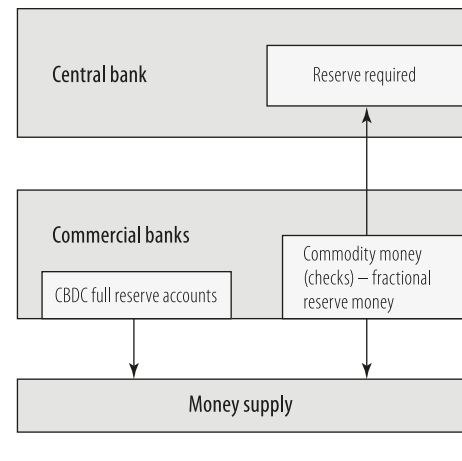 Central bank
Reserve required
Commercial banks
CBDC full reserve accounts
Commodity money
(checks) – fractional
reserve money
Money supply